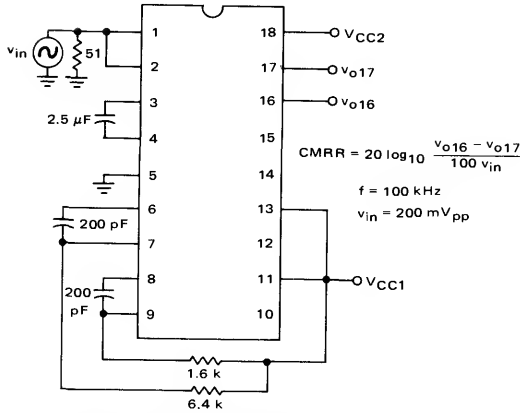 v_in
51
1
2
3
4
5
6
7
8
9
18
17
16
15
14
13
12
11
10
2.5 μF
200 pF
200
pF
1.6 k
6.4 k
V_CC2
v_o17
v_o16
CMRR = 20 log_10 (v_o16 − v_o17) / (100 v_in)
f = 100 kHz
v_in = 200 mV_pp
V_CC1